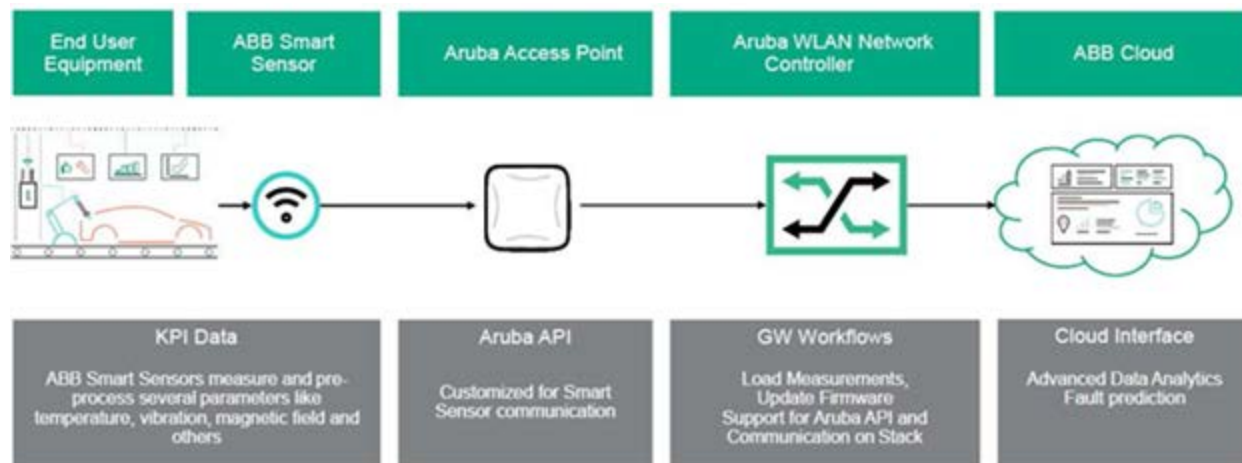 End User
Equipment
ABB Smart
Sensor
Aruba Access Point
Aruba WLAN Network
Controller
ABB Cloud
KPI Data
ABB Smart Sensors measure and pre-
process several parameters like
temperature, vibration, magnetic field and
others
Aruba API
Customized for Smart
Sensor communication
GW Workflows
Load Measurements,
Update Firmware
Support for Aruba API and
Communication on Stack
Cloud Interface
Advanced Data Analytics
Fault prediction